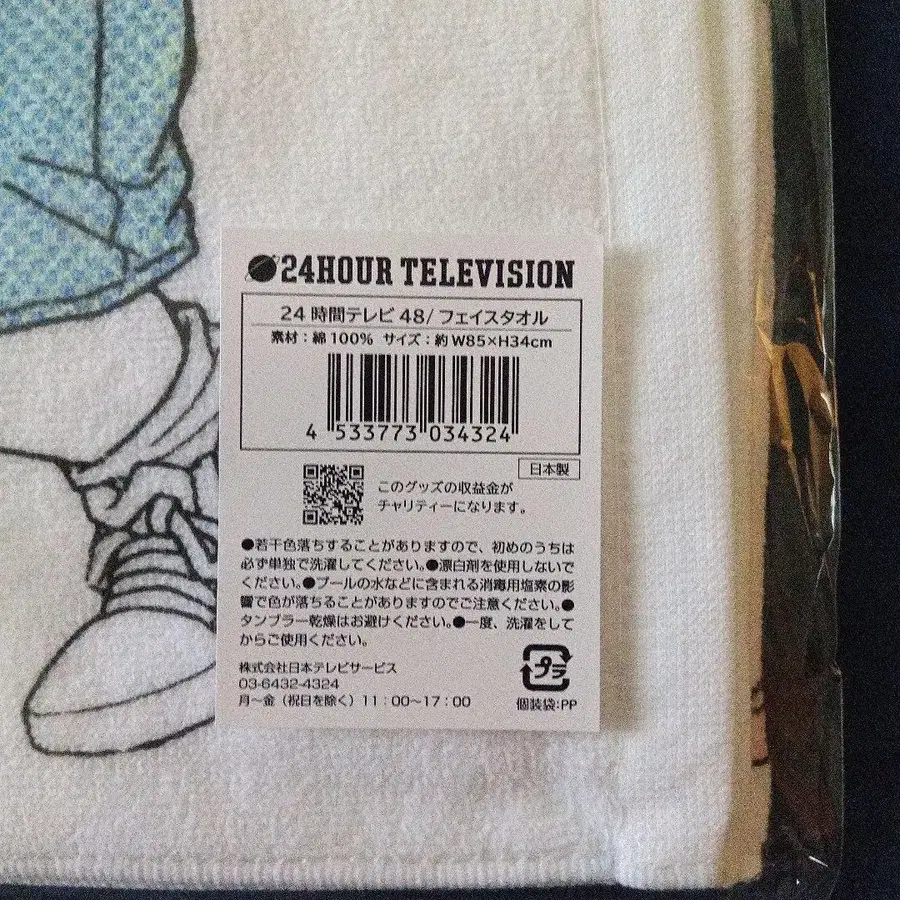 24HOUR TELEVISION
24時間テレビ48/フェイスタオル
素材:綿100% サイズ:約W85×H34cm
4 533773 034324
日本製
このグッズの収益金が
チャリティーになります。
●若干色落ちすることがありますので、初めのうちは
必ず単独で洗濯してください。●漂白剤を使用しないで
ください。●プールの水などに含まれる消毒用塩素の影
響で色が落ちることがありますのでご注意ください。●
タンブラー乾燥はお避けください。●一度、洗濯をして
からご使用ください。
株式会社日本テレビサービス
03-6432-4324
月〜金(祝日を除く)11:00〜17:00
プラ
個装袋:PP